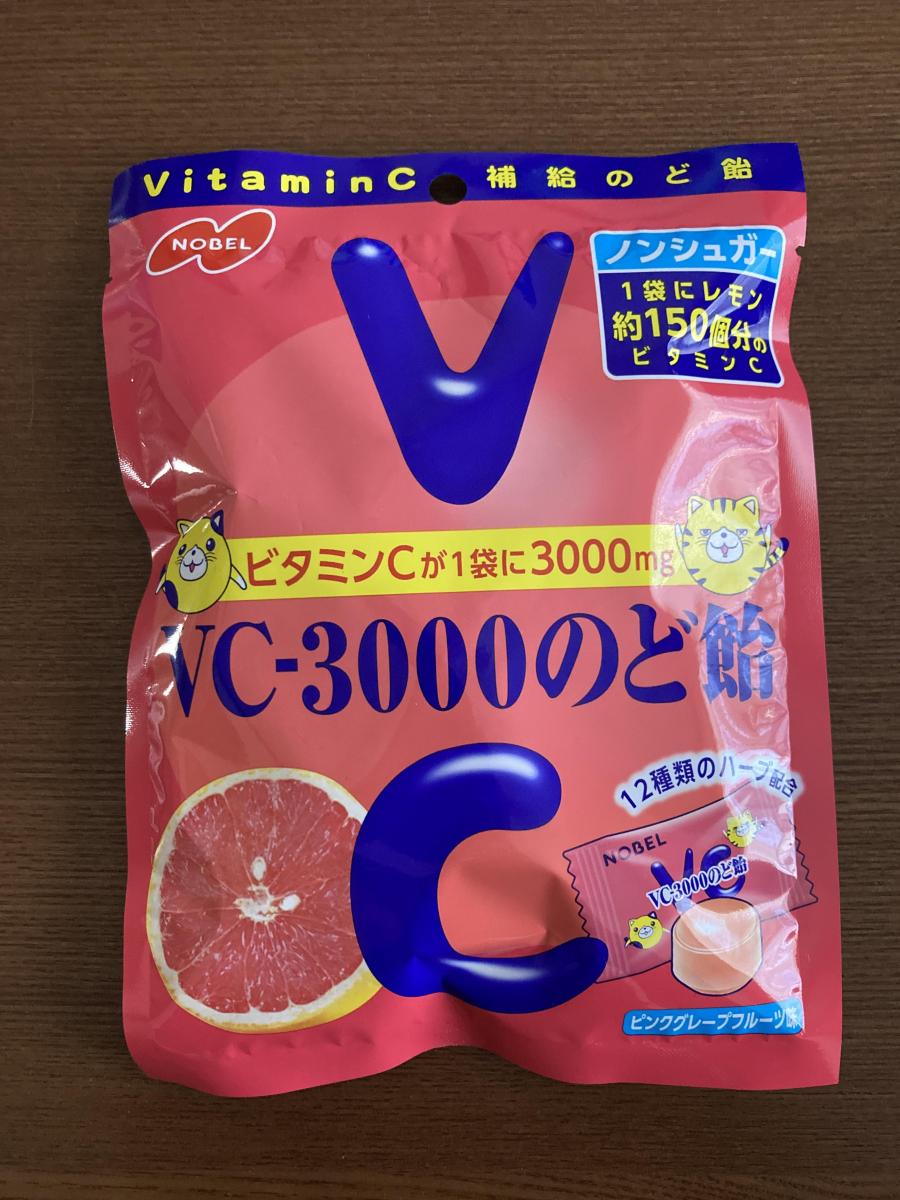 VitaminC 補給のど飴
NOBEL
ノンシュガー
1袋にレモン
約150個分の
ビタミンC
V
ビタミンCが1袋に3000mg
VC-3000のど飴
C
12種類のハーブ配合
NOBEL
VC
VC-3000のど飴
ピンクグレープフルーツ味